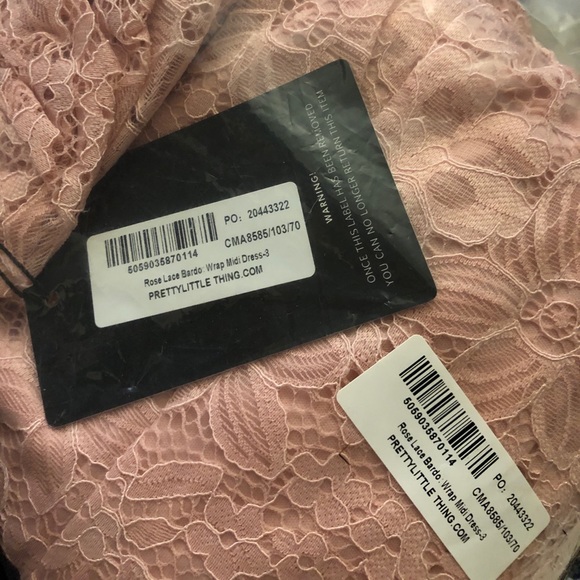 WARNING!
ONCE THIS LABEL HAS BEEN REMOVED
YOU CAN NO LONGER RETURN THIS ITEM
PO: 20443322
CMA8585/103/70
5059035870114
Rose Lace Bardo Wrap Midi Dress-8
PRETTYLITTLE THING.COM
PO: 20443322
CMA8585/103/70
5059035870114
Rose Lace Bardo Wrap Midi Dress-8
PRETTYLITTLE THING.COM